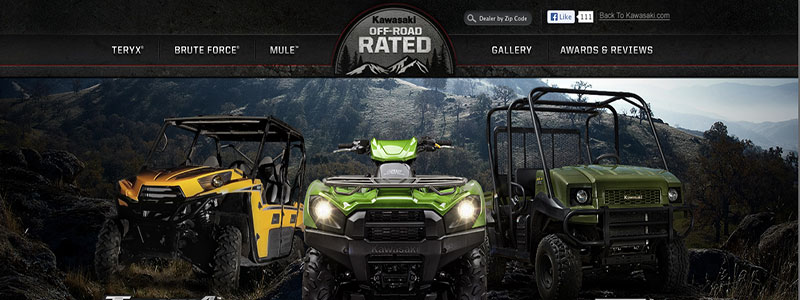 Kawasaki
OFF-ROAD
RATED
Dealer by Zip Code
Like 111
Back To Kawasaki.com
TERYX®
BRUTE FORCE®
MULE™
GALLERY
AWARDS & REVIEWS
Kawasaki
Kawasaki